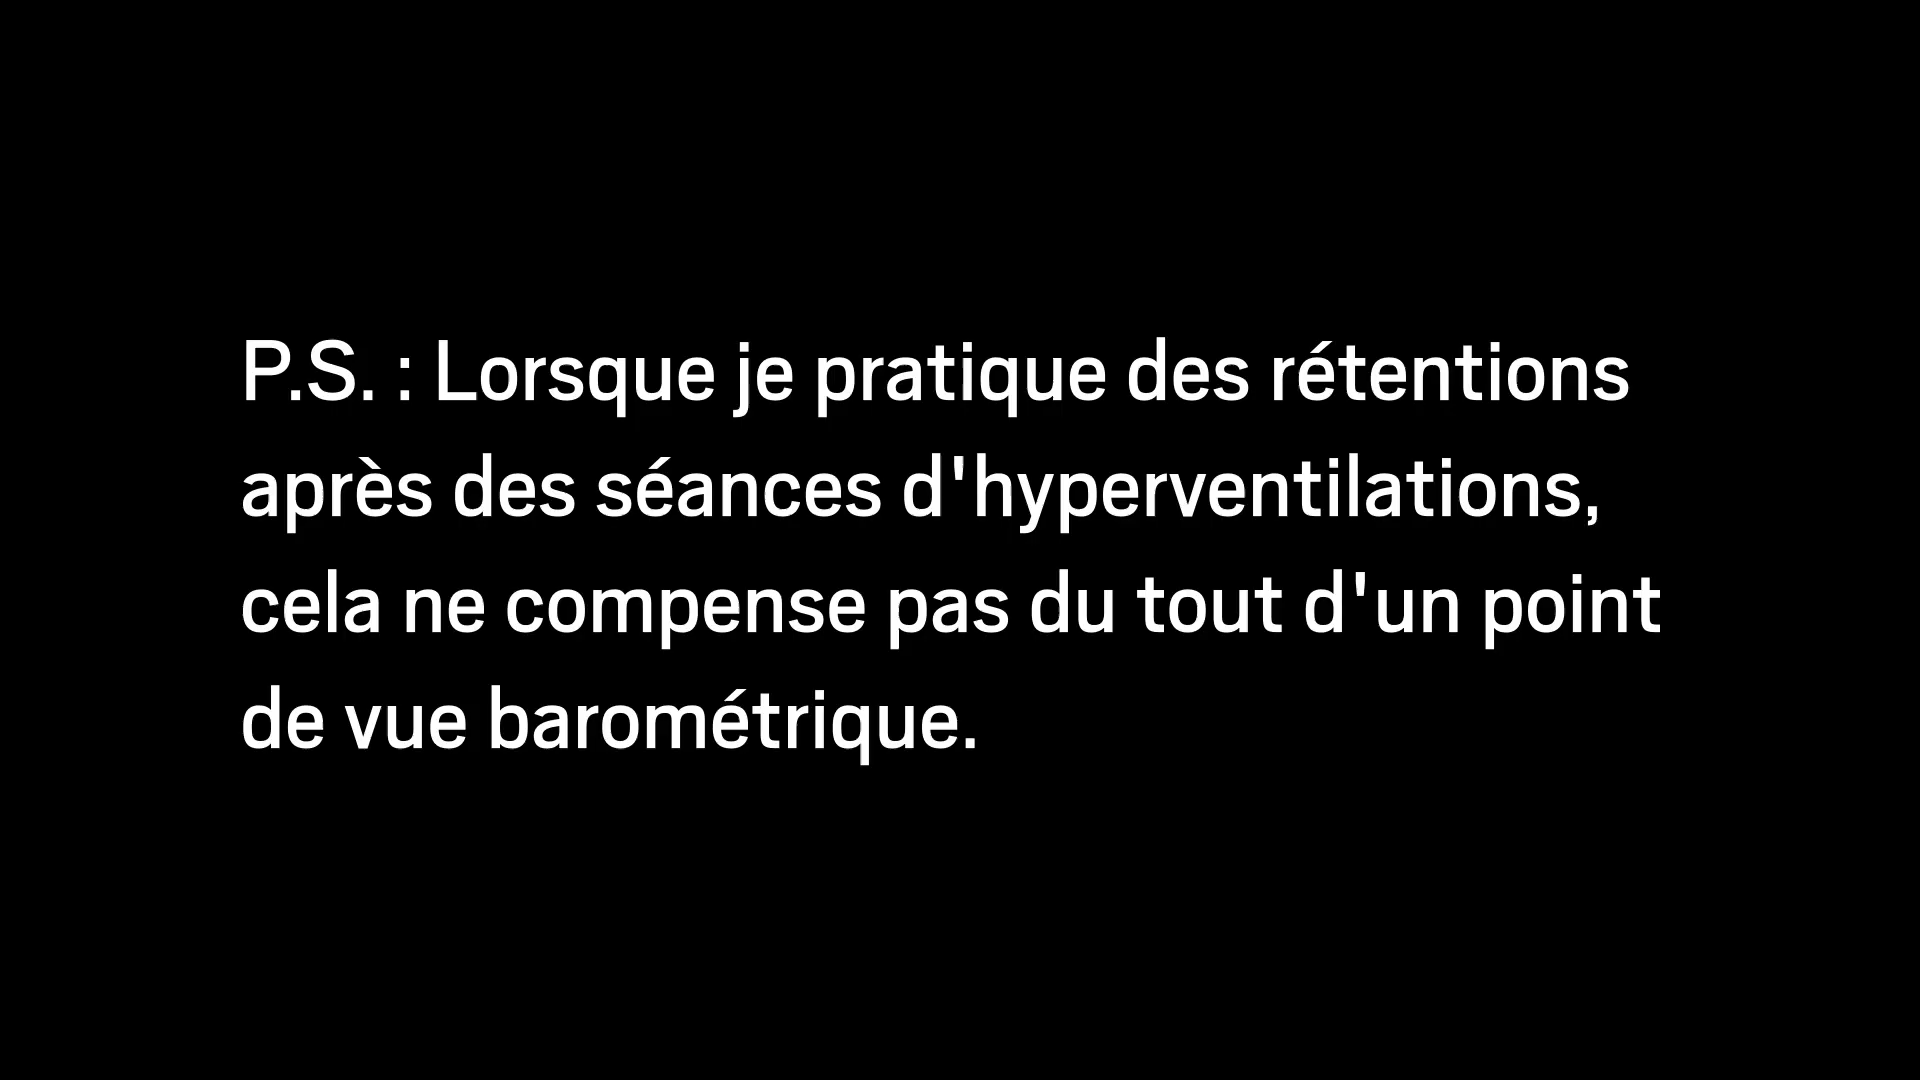 P.S. : Lorsque je pratique des rétentions
après des séances d'hyperventilations,
cela ne compense pas du tout d'un point
de vue barométrique.